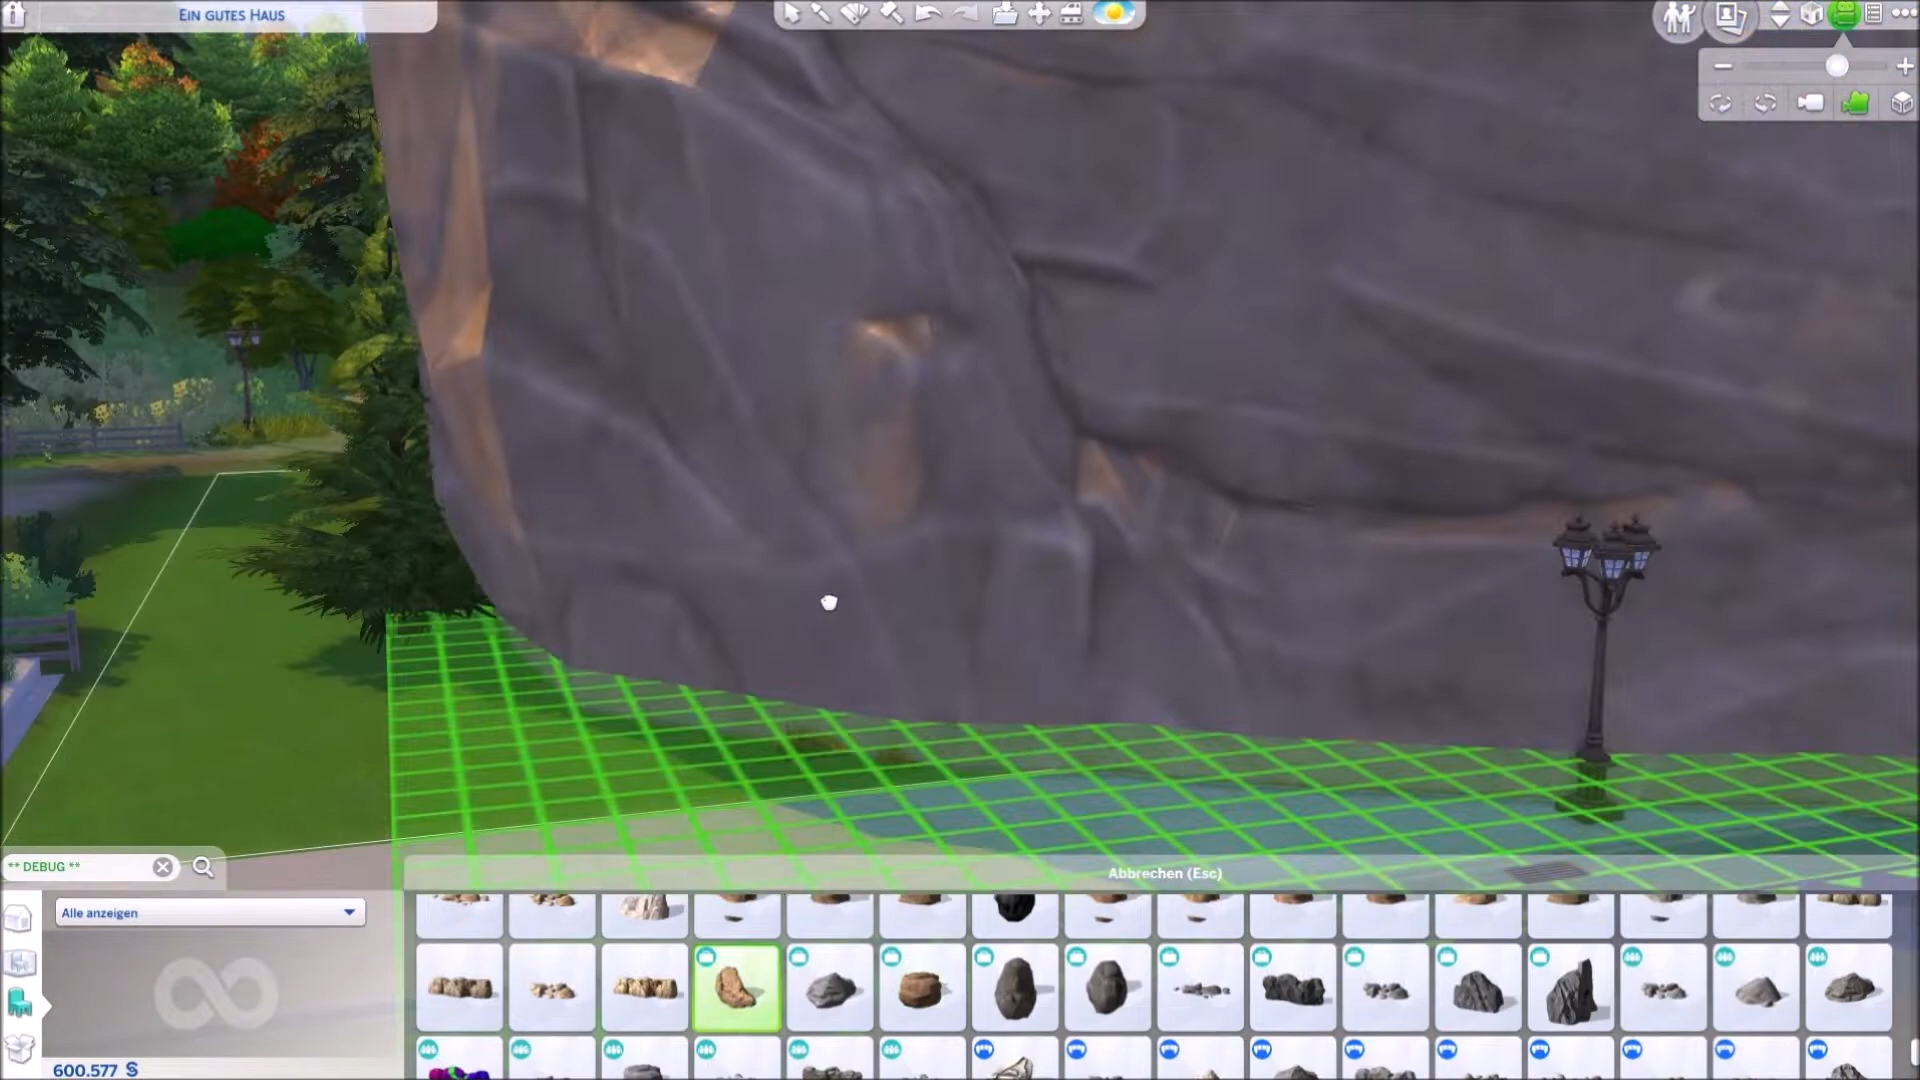 Ein gutes Haus
** DEBUG **
Abbrechen (Esc)
Alle anzeigen
600.577 §